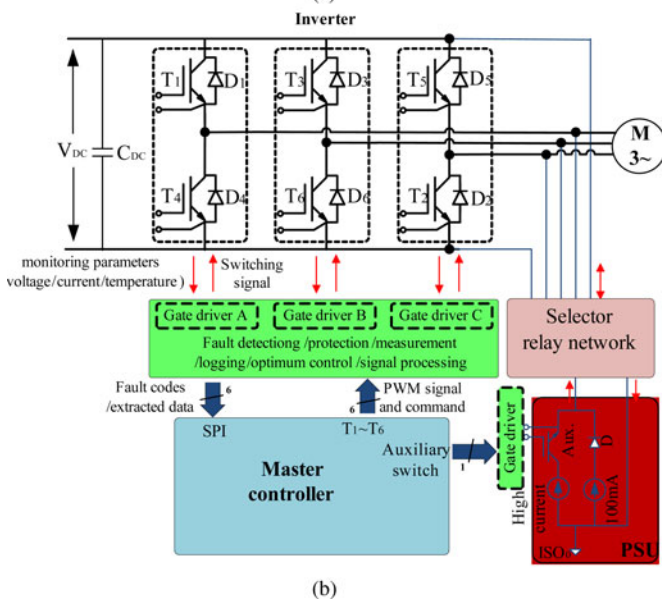 Inverter
T1
D1
T3
D3
T5
D5
M
3~
VDC
CDC
T4
D4
T6
D6
T2
D2
monitoring parameters
voltage/current/temperature)
Switching
signal
Gate driver A
Gate driver B
Gate driver C
Fault detectiong /protection /measurement
/logging/optimum control /signal processing
Selector
relay network
Fault codes
/extracted data
6
6
PWM signal
and command
SPI
T1~T6
Auxiliary
switch
1
Master
controller
Gate driver
High
current
Aux.
D
100mA
ISO0
PSU
(b)